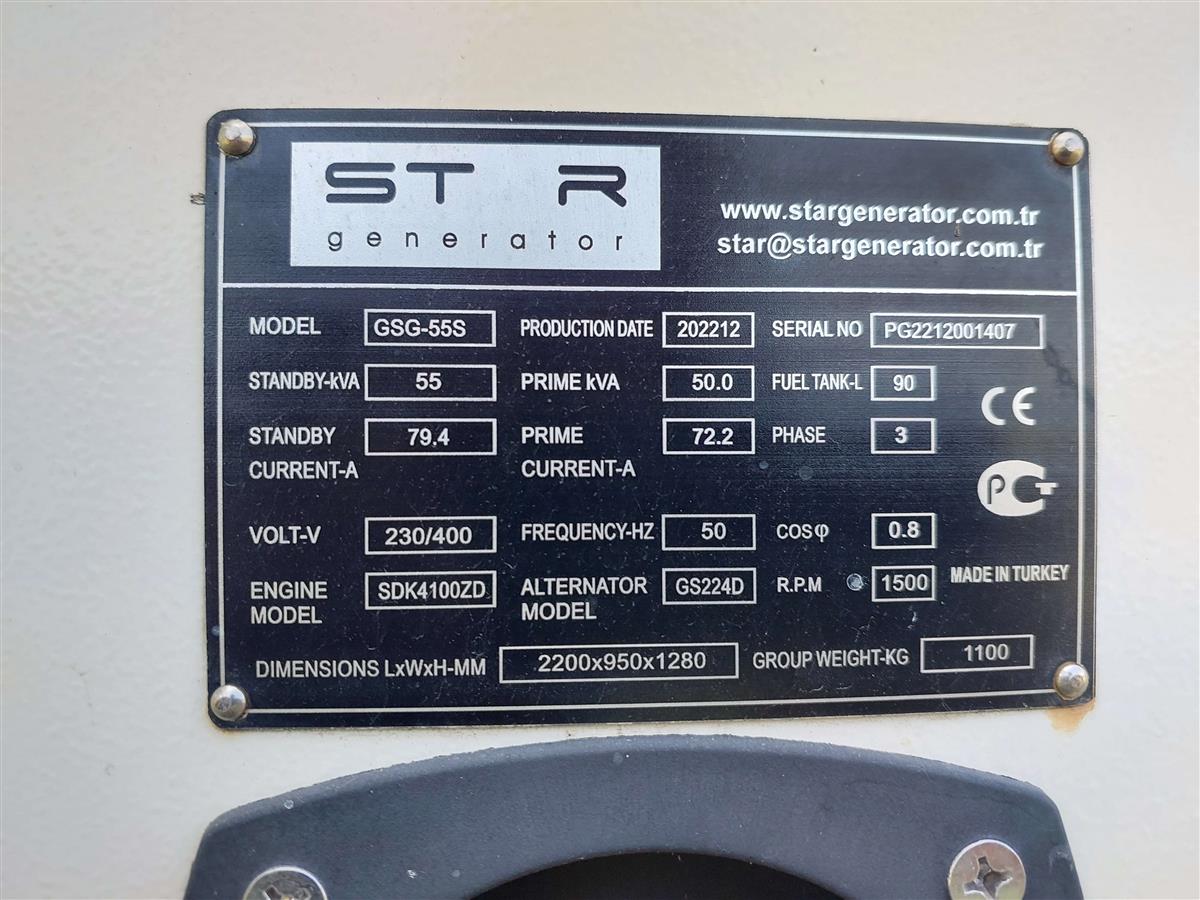 ST R
generator
www.stargenerator.com.tr
star@stargenerator.com.tr
MODEL GSG-55S PRODUCTION DATE 202212 SERIAL NO PG2212001407
STANDBY-kVA 55 PRIME kVA 50.0 FUEL TANK-L 90
CE
STANDBY CURRENT-A 79.4 PRIME CURRENT-A 72.2 PHASE 3
PCT
VOLT-V 230/400 FREQUENCY-HZ 50 COSφ 0.8
ENGINE MODEL SDK4100ZD ALTERNATOR MODEL GS224D R.P.M 1500 MADE IN TURKEY
DIMENSIONS LxWxH-MM 2200x950x1280 GROUP WEIGHT-KG 1100